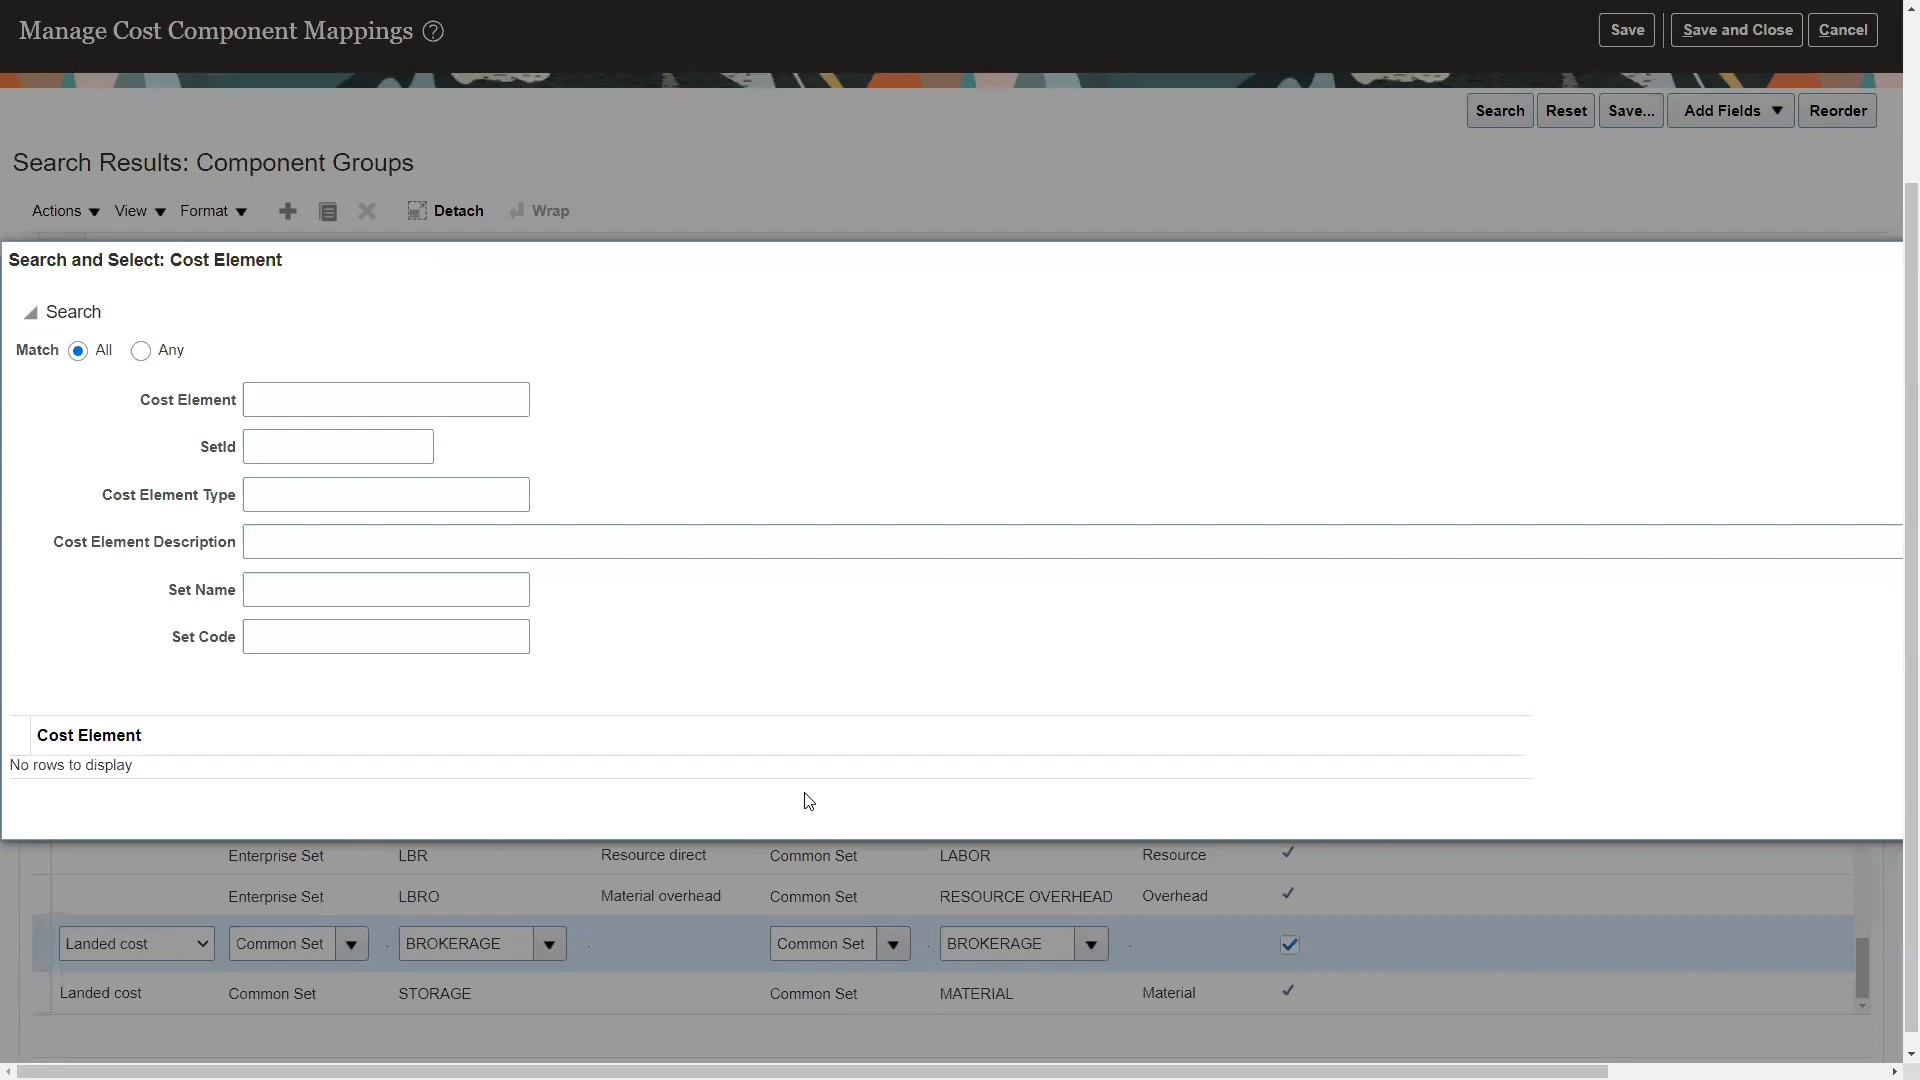 Manage Cost Component Mappings ?
Save Save and Close Cancel
Search Reset Save... Add Fields Reorder
Search Results: Component Groups
Actions View Format Detach Wrap
Search and Select: Cost Element
Search
Match All Any
Cost Element
SetId
Cost Element Type
Cost Element Description
Set Name
Set Code
Cost Element
No rows to display
Enterprise Set LBR Resource direct Common Set LABOR Resource
Enterprise Set LBRO Material overhead Common Set RESOURCE OVERHEAD Overhead
Landed cost Common Set BROKERAGE Common Set BROKERAGE
Landed cost Common Set STORAGE Common Set MATERIAL Material